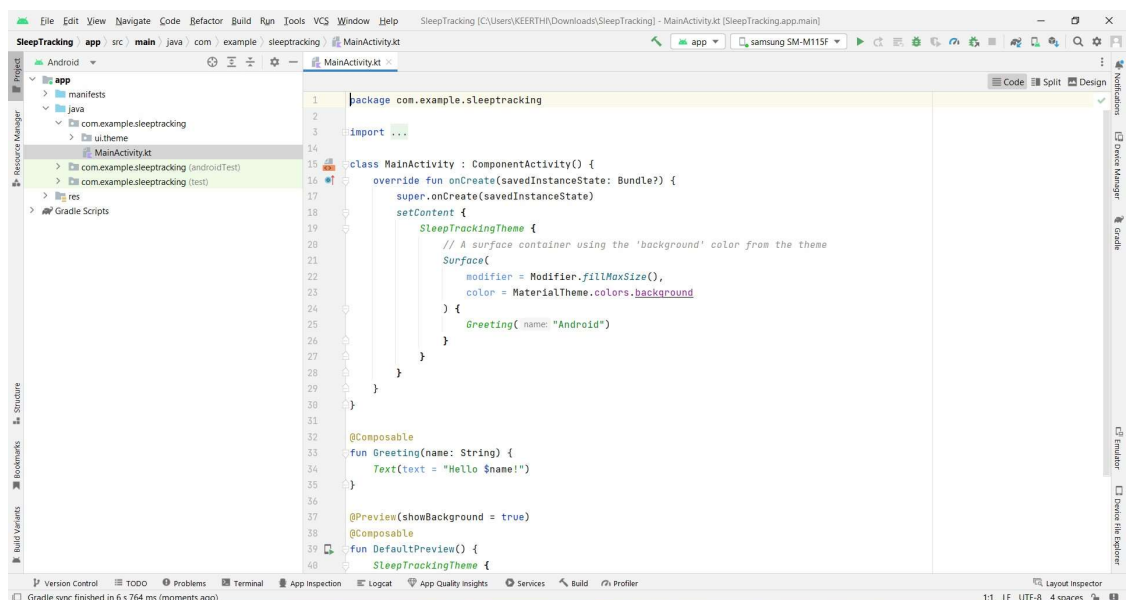 File Edit View Navigate Code Refactor Build Run Tools VCS Window Help SleepTracking [C:\Users\KEERTHI\Downloads\SleepTracking] - MainActivity.kt [SleepTracking.app.main]
SleepTracking app src main java com example sleeptracking MainActivity.kt app samsung SM-M115F
Project
Android
MainActivity.kt
Code Split Design
app
manifests
java
com.example.sleeptracking
ui.theme
MainActivity.kt
com.example.sleeptracking (androidTest)
com.example.sleeptracking (test)
res
Gradle Scripts
Resource Manager
Structure
Bookmarks
Build Variants
1 package com.example.sleeptracking
2
3 import ...
14
15 class MainActivity : ComponentActivity() {
16 override fun onCreate(savedInstanceState: Bundle?) {
17 super.onCreate(savedInstanceState)
18 setContent {
19 SleepTrackingTheme {
20 // A surface container using the 'background' color from the theme
21 Surface(
22 modifier = Modifier.fillMaxSize(),
23 color = MaterialTheme.colors.background
24 ) {
25 Greeting( name: "Android")
26 }
27 }
28 }
29 }
30 }
31
32 @Composable
33 fun Greeting(name: String) {
34 Text(text = "Hello $name!")
35 }
36
37 @Preview(showBackground = true)
38 @Composable
39 fun DefaultPreview() {
40 SleepTrackingTheme {
Notifications
Device Manager
Gradle
Emulator
Device File Explorer
Version Control TODO Problems Terminal App Inspection Logcat App Quality Insights Services Build Profiler Layout Inspector
Gradle sync finished in 6 s 764 ms (moments ago) 1:1 LF UTF-8 4 spaces